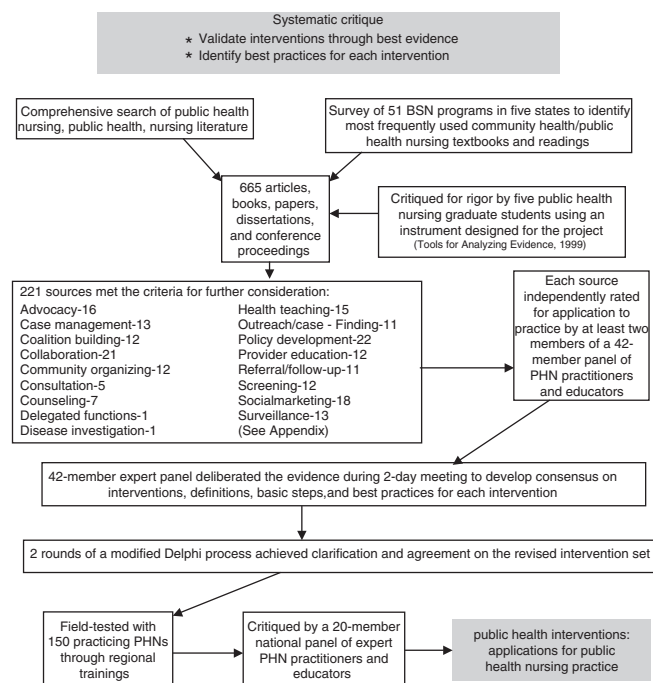 Systematic critique
* Validate interventions through best evidence
* Identify best practices for each intervention
Comprehensive search of public health
nursing, public health, nursing literature
Survey of 51 BSN programs in five states to identify
most frequently used community health/public
health nursing textbooks and readings
665 articles,
books, papers,
dissertations,
and conference
proceedings
Critiqued for rigor by five public health
nursing graduate students using an
instrument designed for the project
(Tools for Analyzing Evidence, 1999)
221 sources met the criteria for further consideration:
Advocacy-16
Case management-13
Coalition building-12
Collaboration-21
Community organizing-12
Consultation-5
Counseling-7
Delegated functions-1
Disease investigation-1
Health teaching-15
Outreach/case - Finding-11
Policy development-22
Provider education-12
Referral/follow-up-11
Screening-12
Socialmarketing-18
Surveillance-13
(See Appendix)
Each source
independently rated
for application to
practice by at least two
members of a 42-
member panel of
PHN practitioners
and educators
42-member expert panel deliberated the evidence during 2-day meeting to develop consensus on
interventions, definitions, basic steps,and best practices for each intervention
2 rounds of a modified Delphi process achieved clarification and agreement on the revised intervention set
Field-tested with
150 practicing PHNs
through regional
trainings
Critiqued by a 20-member
national panel of expert
PHN practitioners and
educators
public health interventions:
applications for public
health nursing practice